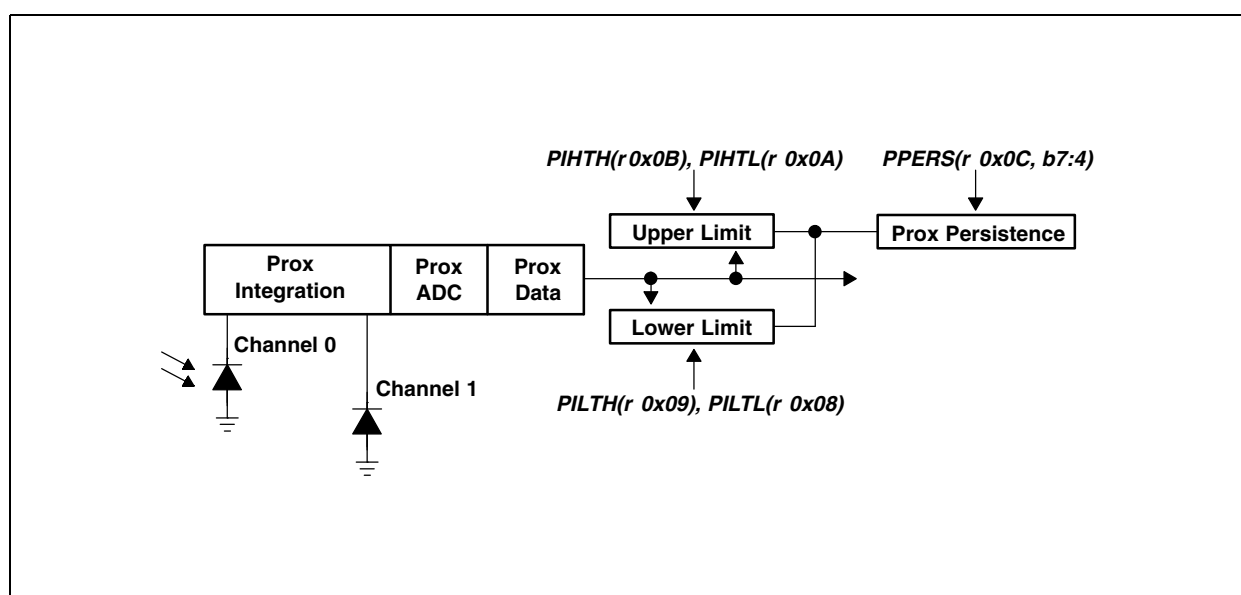 PIHTH(r 0x0B), PIHTL(r 0x0A)
PPERS(r 0x0C, b7:4)
Upper Limit
Prox Persistence
Prox
Integration
Prox
ADC
Prox
Data
Lower Limit
Channel 0
Channel 1
PILTH(r 0x09), PILTL(r 0x08)